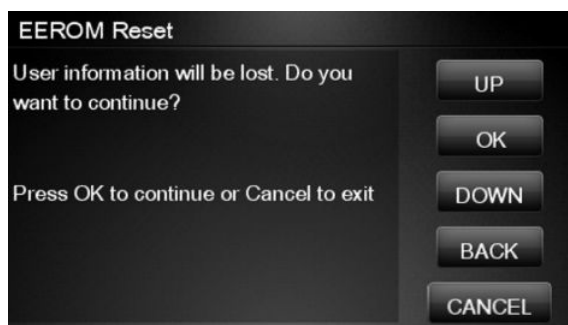 EEROM Reset
User information will be lost. Do you
want to continue?
Press OK to continue or Cancel to exit
UP
OK
DOWN
BACK
CANCEL